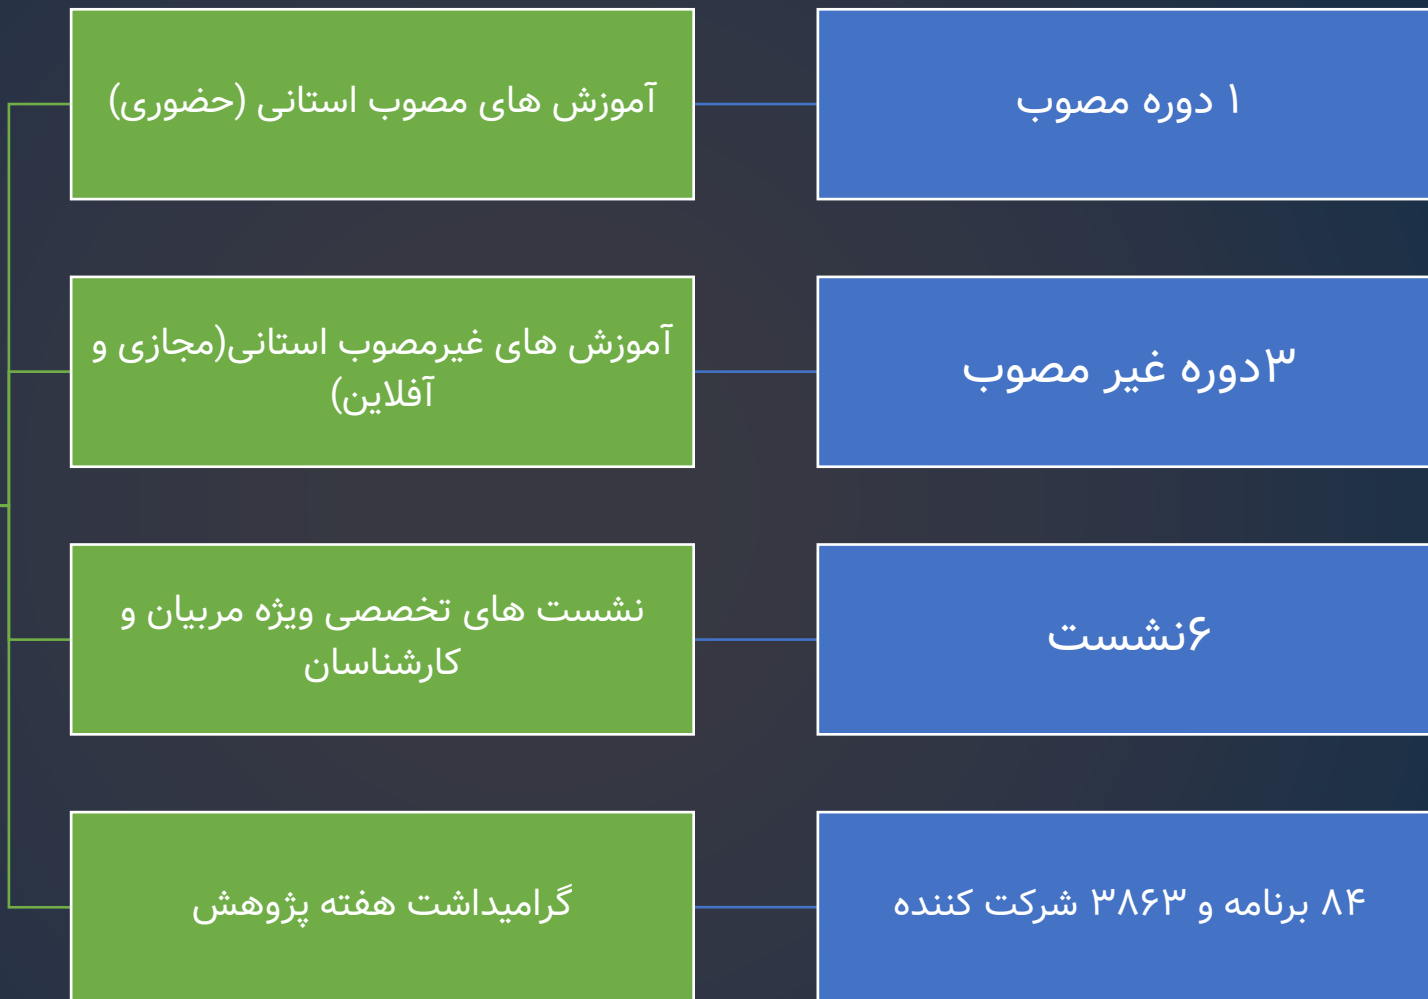 آموزش های مصوب استانی (حضوری)
۱ دوره مصوب
آموزش های غیرمصوب استانی(مجازی و
آفلاین)
۳دوره غیر مصوب
نشست های تخصصی ویژه مربیان و
کارشناسان
۶نشست
گرامیداشت هفته پژوهش
۸۴ برنامه و ۳۸۶۳ شرکت کننده